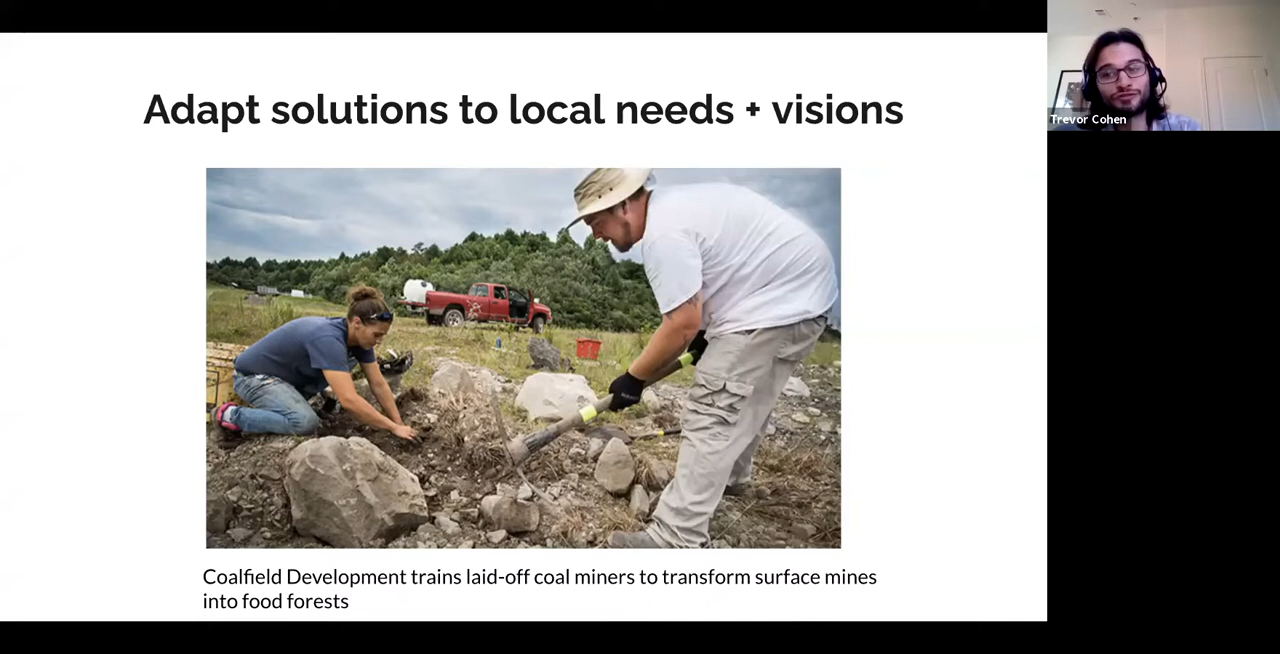 Adapt solutions to local needs + visions
Trevor Cohen
Coalfield Development trains laid-off coal miners to transform surface mines
into food forests